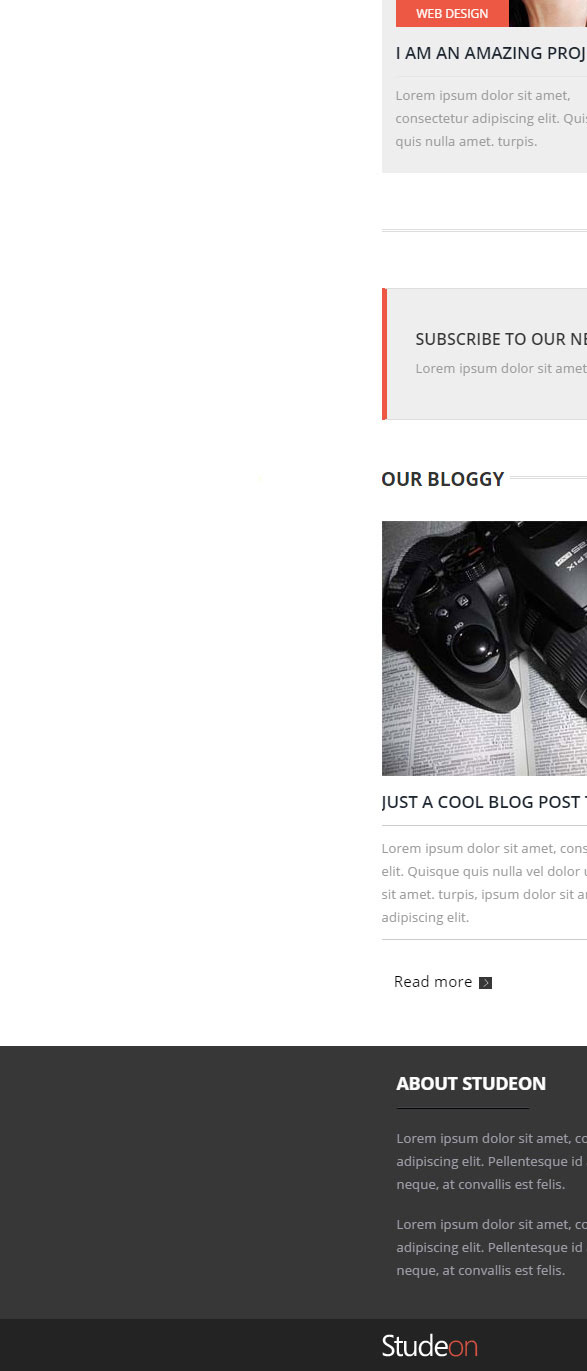 WEB DESIGN
I AM AN AMAZING PROJ
Lorem ipsum dolor sit amet,
consectetur adipiscing elit. Quis
quis nulla amet. turpis.
SUBSCRIBE TO OUR NE
Lorem ipsum dolor sit amet
OUR BLOGGY
JUST A COOL BLOG POST T
Lorem ipsum dolor sit amet, cons
elit. Quisque quis nulla vel dolor u
sit amet. turpis, ipsum dolor sit a
adipiscing elit.
Read more
ABOUT STUDEON
Lorem ipsum dolor sit amet, co
adipiscing elit. Pellentesque id
neque, at convallis est felis.
Lorem ipsum dolor sit amet, co
adipiscing elit. Pellentesque id
neque, at convallis est felis.
Studeon